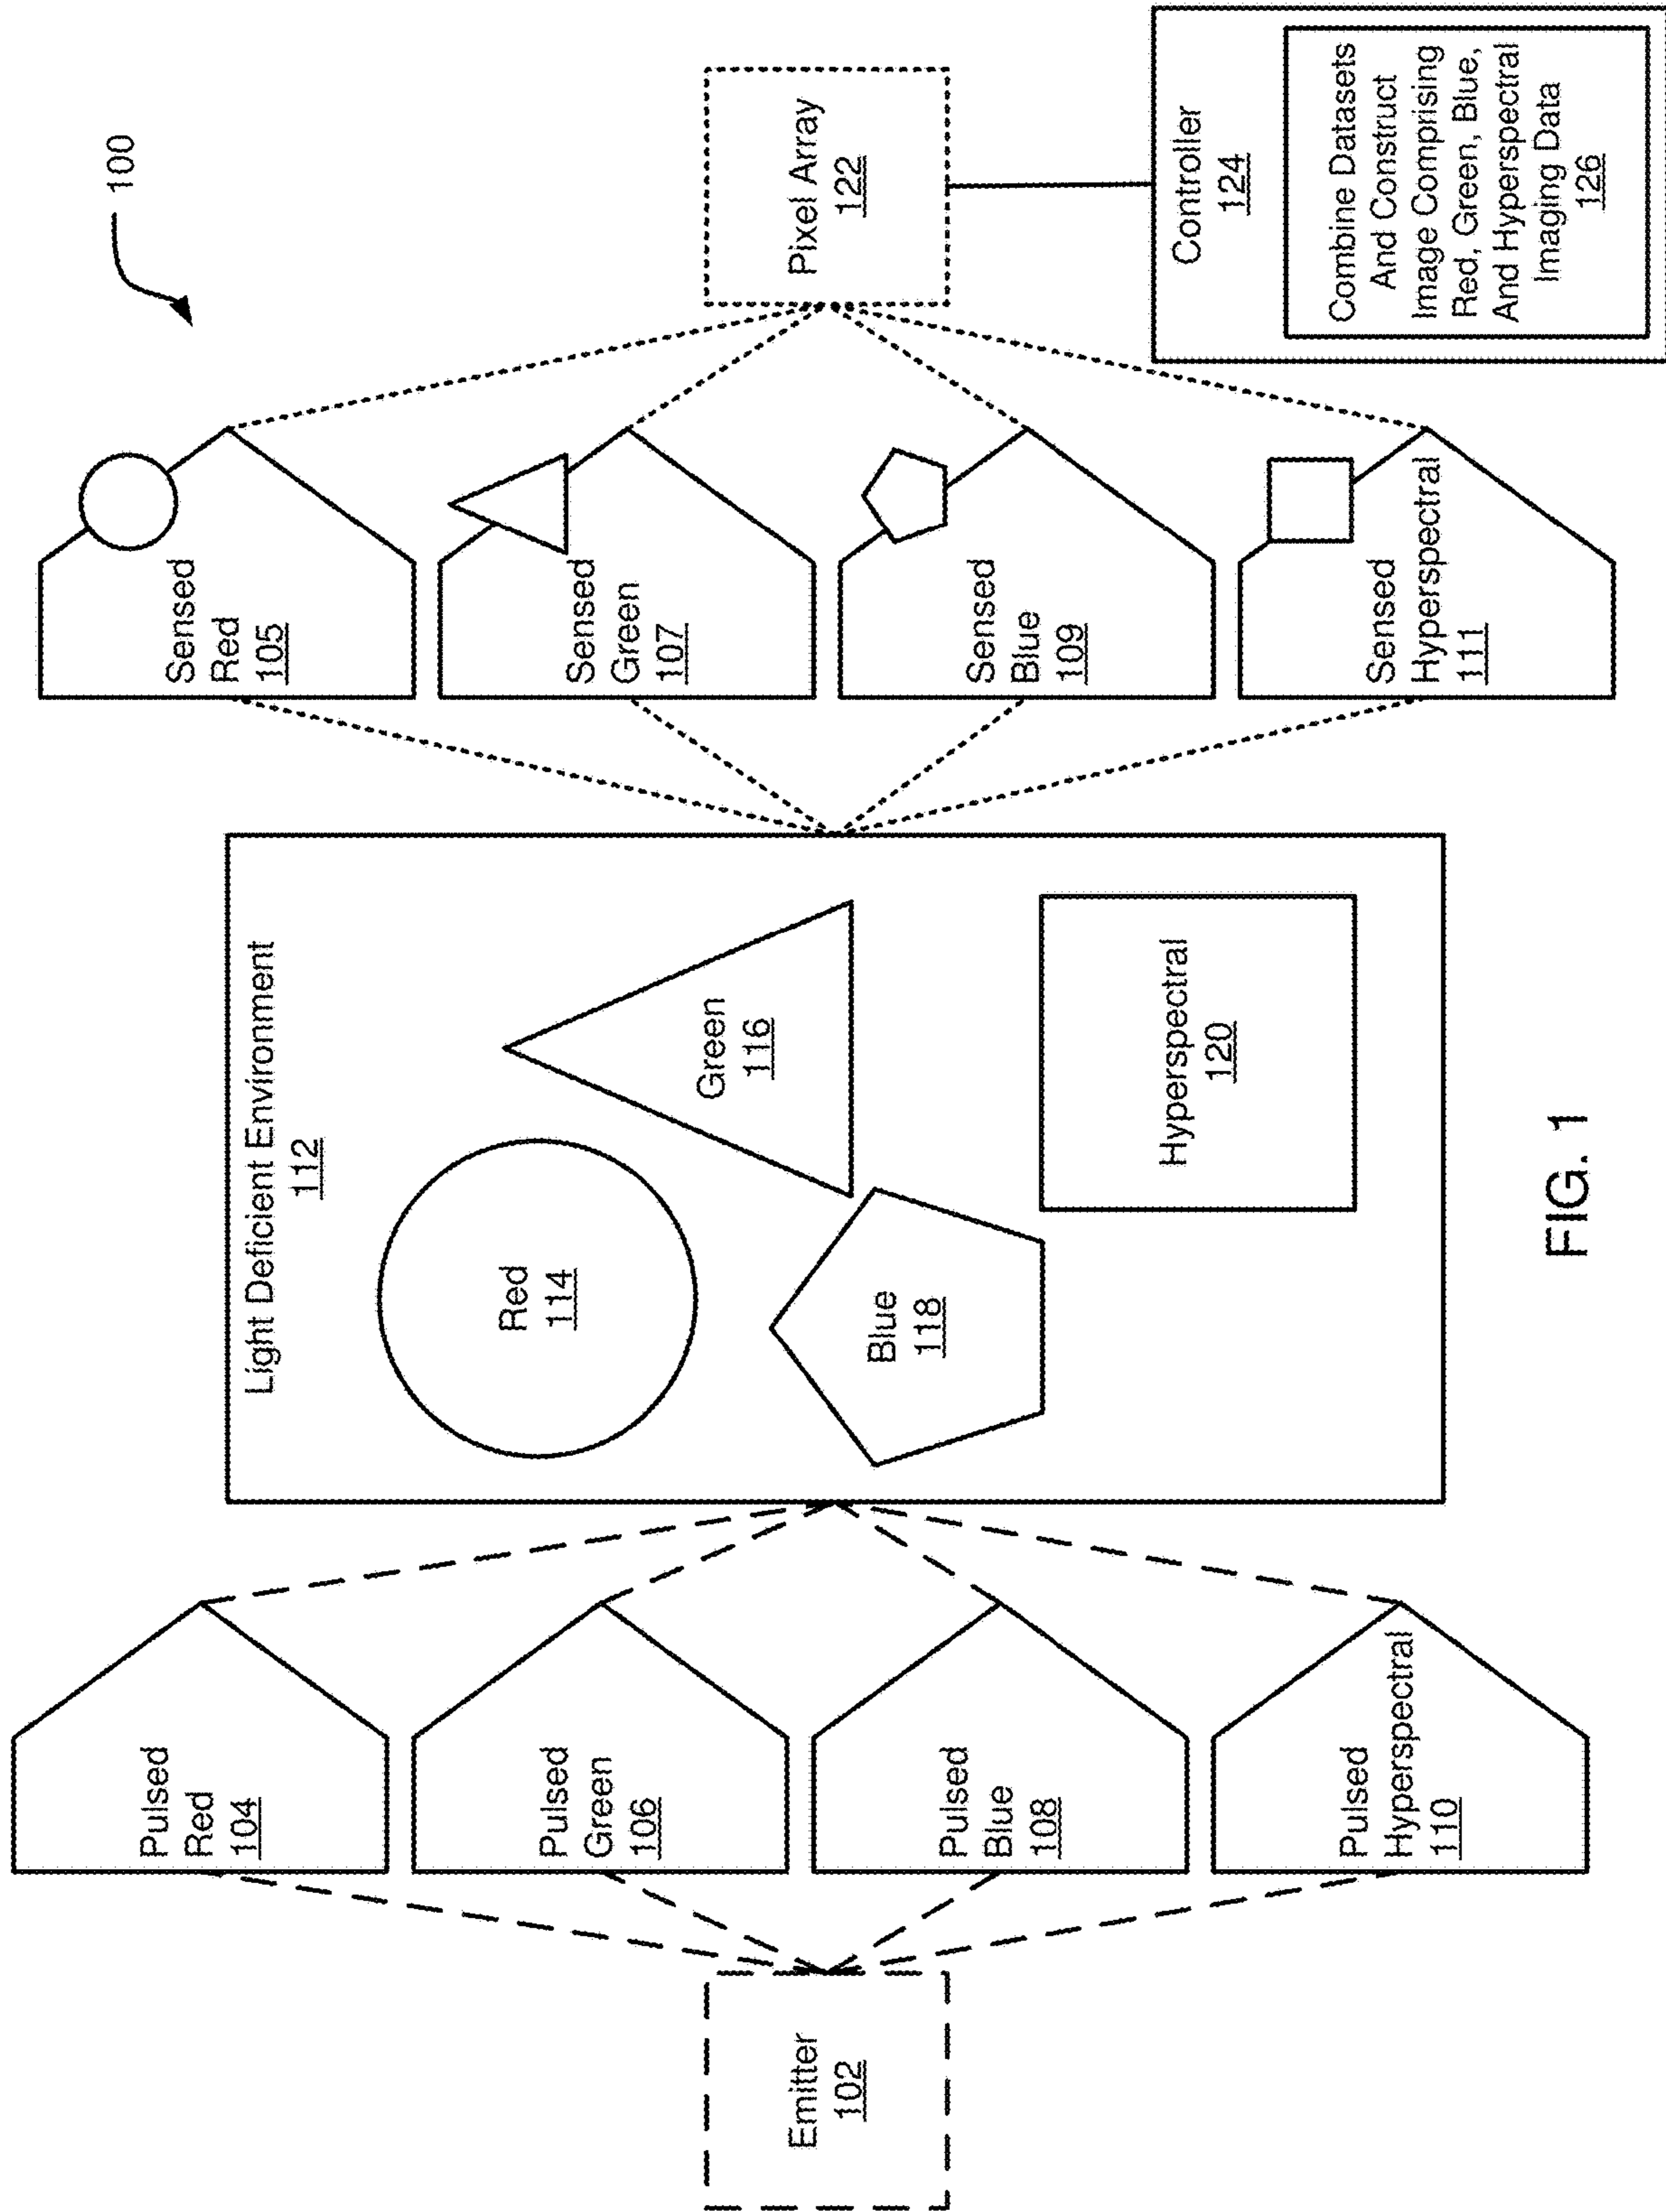 100
Emitter
102
Pulsed
Red
104
Pulsed
Green
106
Pulsed
Blue
108
Pulsed
Hyperspectral
110
Light Deficient Environment
112
Red
114
Green
116
Blue
118
Hyperspectral
120
Sensed
Red
105
Sensed
Green
107
Sensed
Blue
109
Sensed
Hyperspectral
111
Pixel Array
122
Controller
124
Combine Datasets
And Construct
Image Comprising
Red, Green, Blue,
And Hyperspectral
Imaging Data
126
FIG. 1